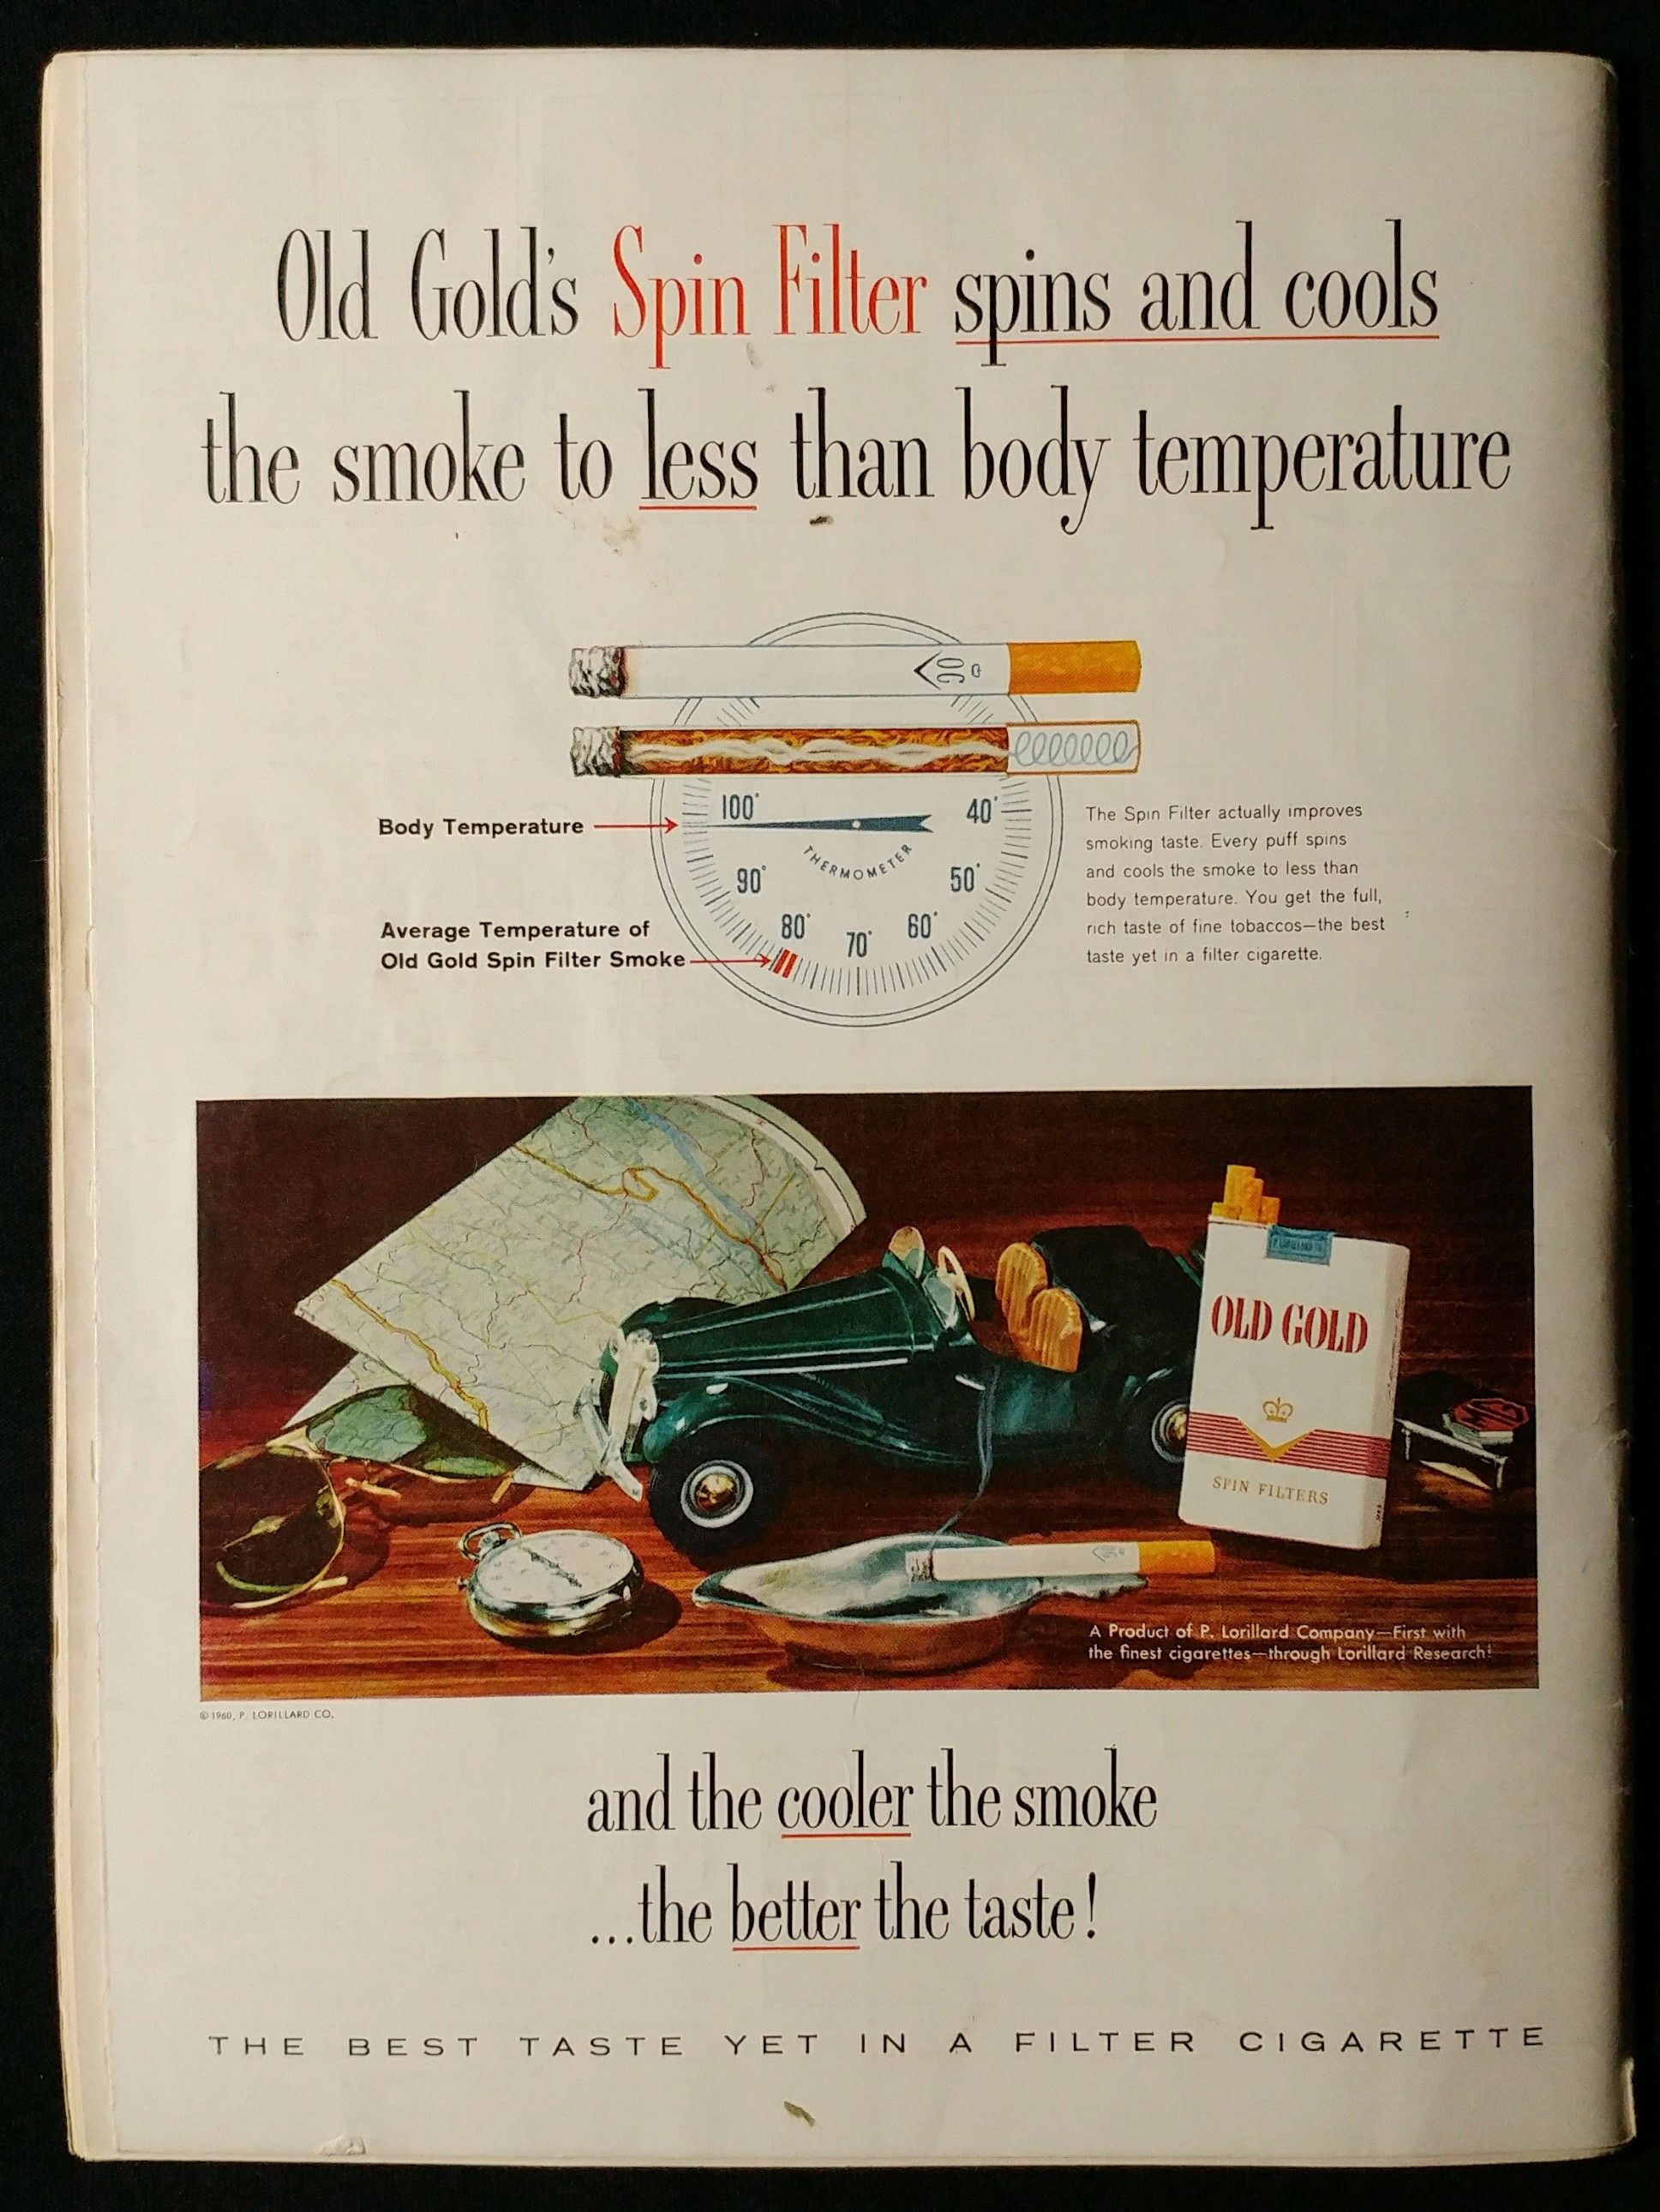 Old Gold's Spin Filter spins and cools
the smoke to less than body temperature
OG
100°
40°
Body Temperature
THERMOMETER
90°
50°
80°
60°
70°
Average Temperature of
Old Gold Spin Filter Smoke
The Spin Filter actually improves
smoking taste. Every puff spins
and cools the smoke to less than
body temperature. You get the full,
rich taste of fine tobaccos—the best
taste yet in a filter cigarette.
OLD GOLD
SPIN FILTERS
MG
A Product of P. Lorillard Company—First with
the finest cigarettes—through Lorillard Research!
©1960, P. LORILLARD CO.
and the cooler the smoke
...the better the taste!
THE BEST TASTE YET IN A FILTER CIGARETTE